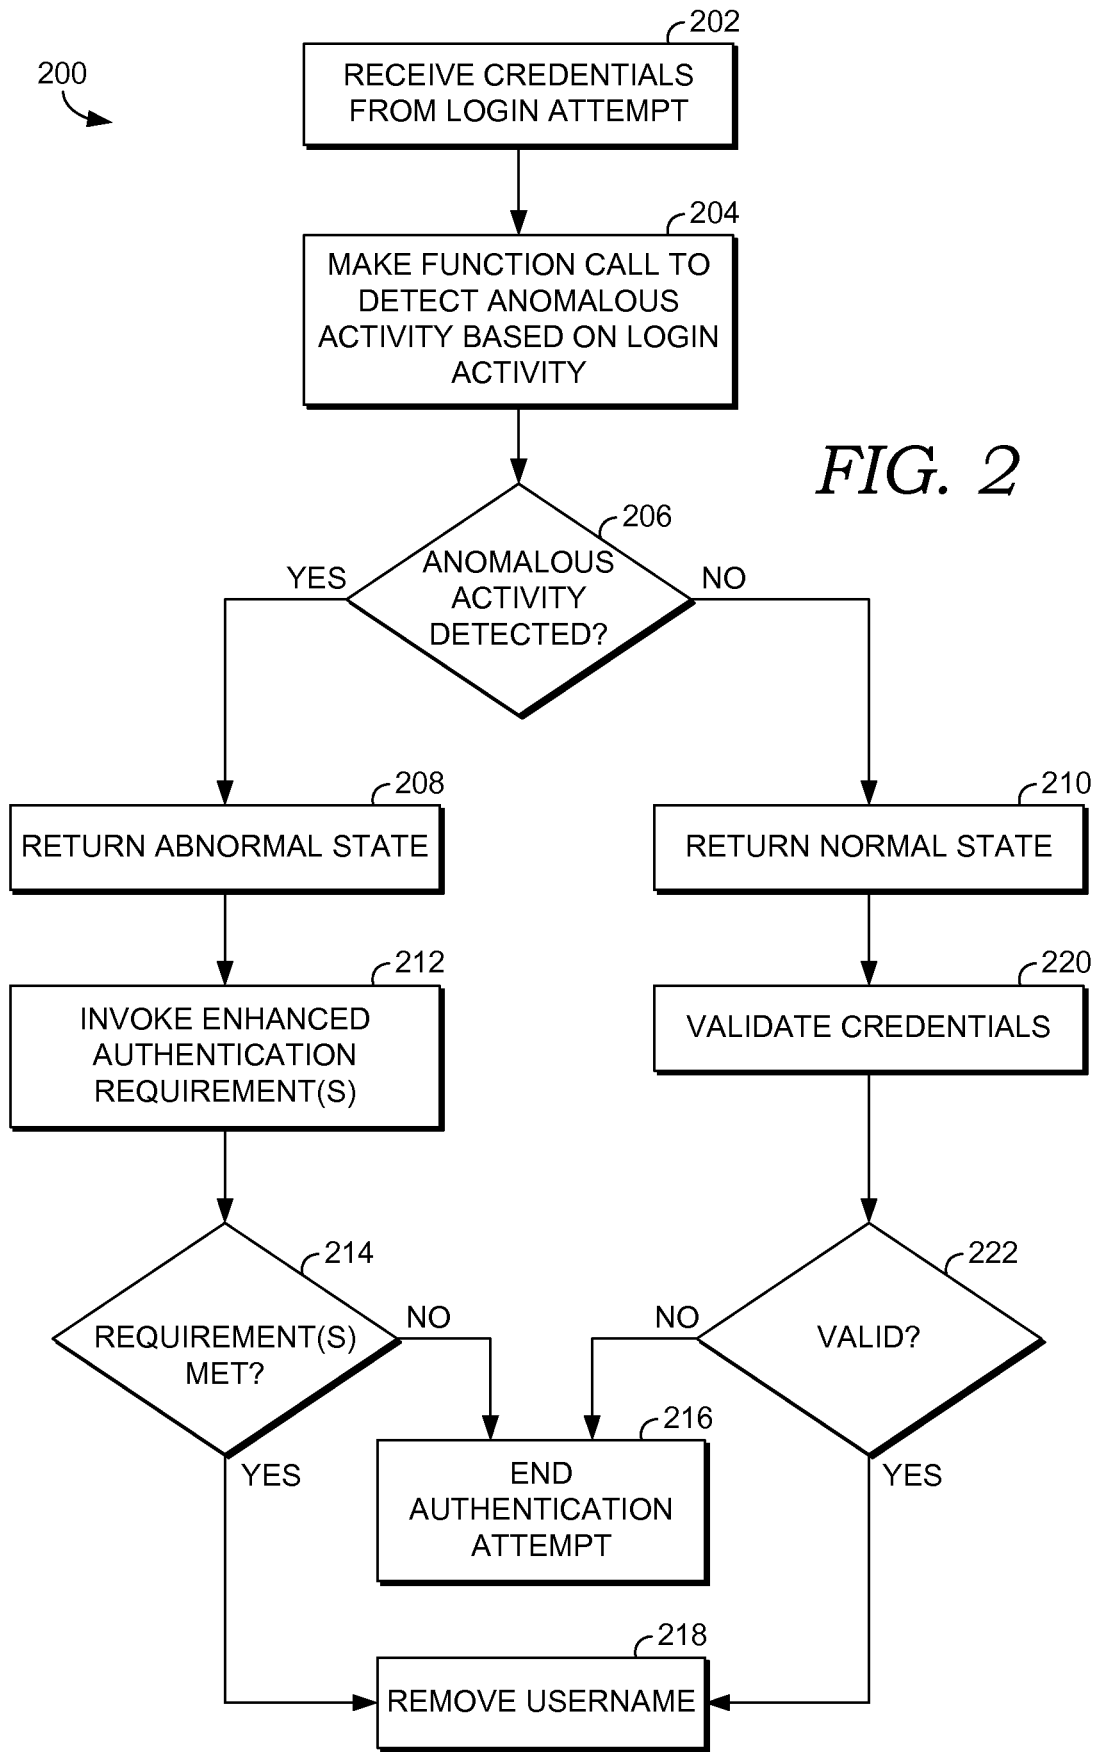 202
200
RECEIVE CREDENTIALS
FROM LOGIN ATTEMPT
204
MAKE FUNCTION CALL TO
DETECT ANOMALOUS
ACTIVITY BASED ON LOGIN
ACTIVITY
FIG. 2
206
ANOMALOUS
ACTIVITY
DETECTED?
YES
NO
208
RETURN ABNORMAL STATE
210
RETURN NORMAL STATE
212
INVOKE ENHANCED
AUTHENTICATION
REQUIREMENT(S)
220
VALIDATE CREDENTIALS
214
REQUIREMENT(S)
MET?
NO
YES
222
VALID?
NO
YES
216
END
AUTHENTICATION
ATTEMPT
218
REMOVE USERNAME